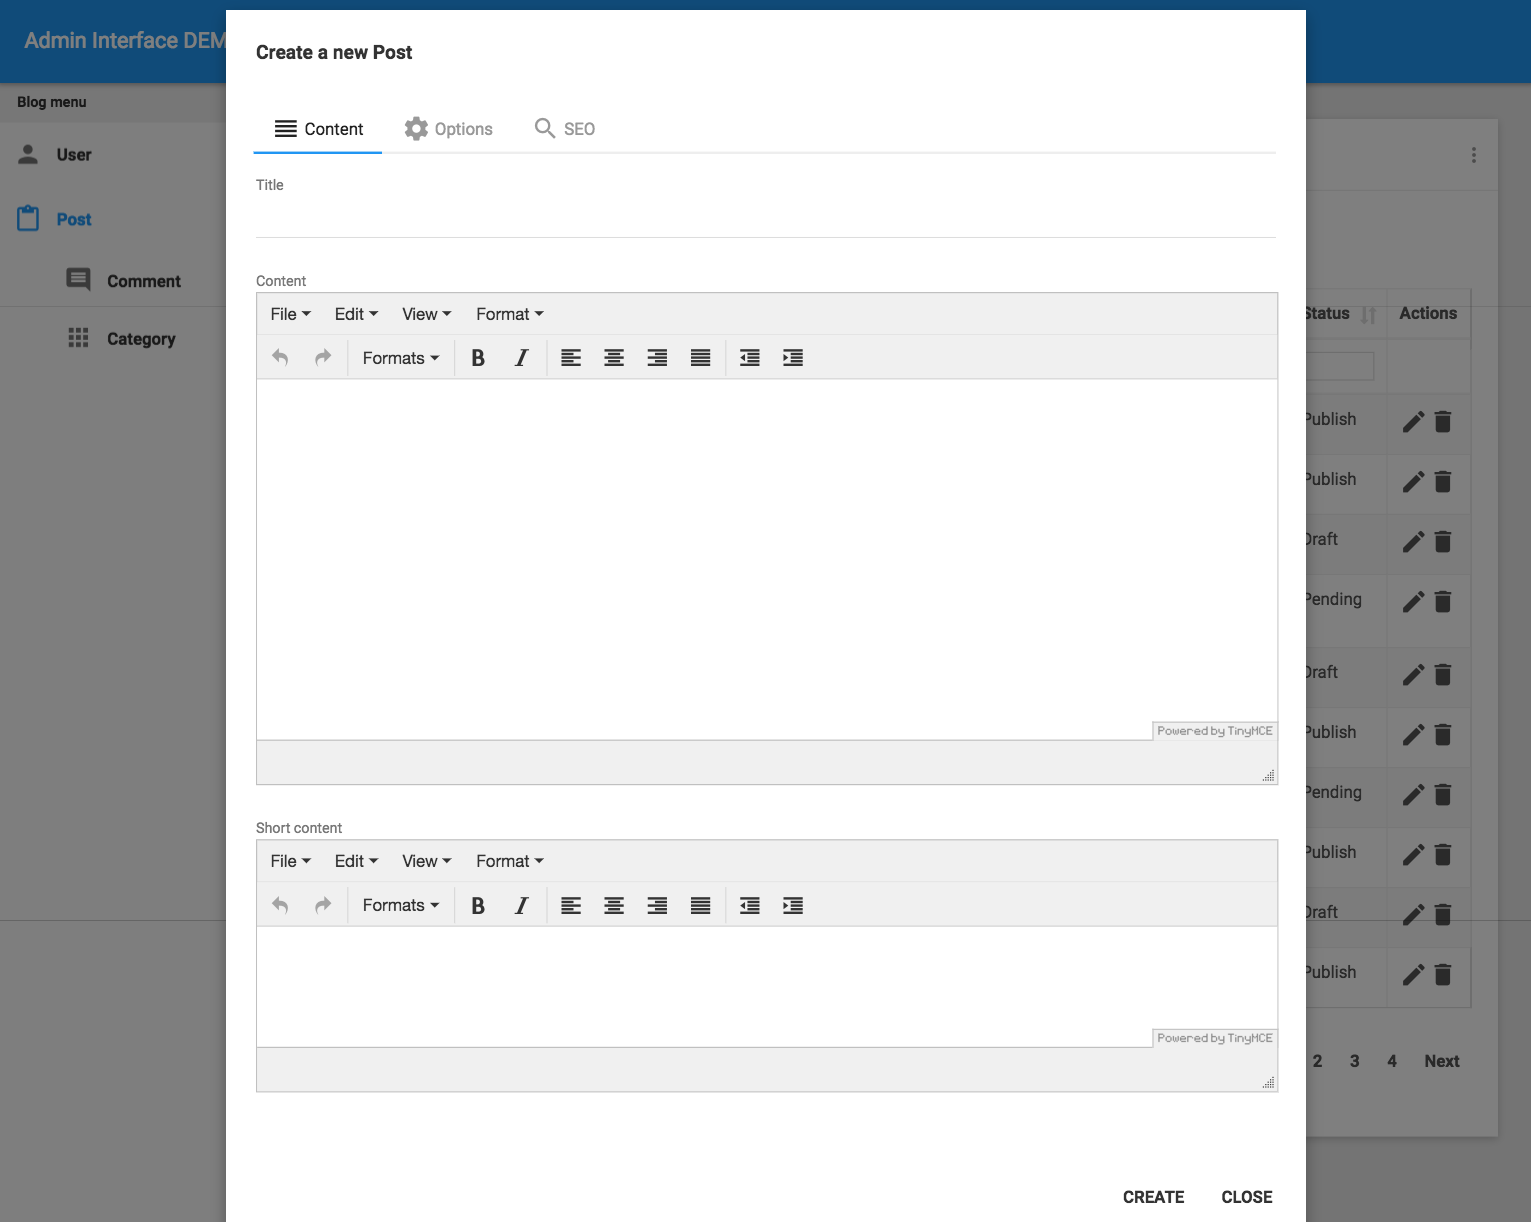 Admin Interface DEM
Blog menu
User
Post
Comment
Category
Create a new Post
Content
Options
SEO
Title
Content
File Edit View Format
Formats B I
Powered by TinyMCE
Short content
File Edit View Format
Formats B I
Powered by TinyMCE
CREATE CLOSE
Status Actions
Publish
Publish
Draft
Pending
Draft
Publish
Pending
Publish
Draft
Publish
2 3 4 Next